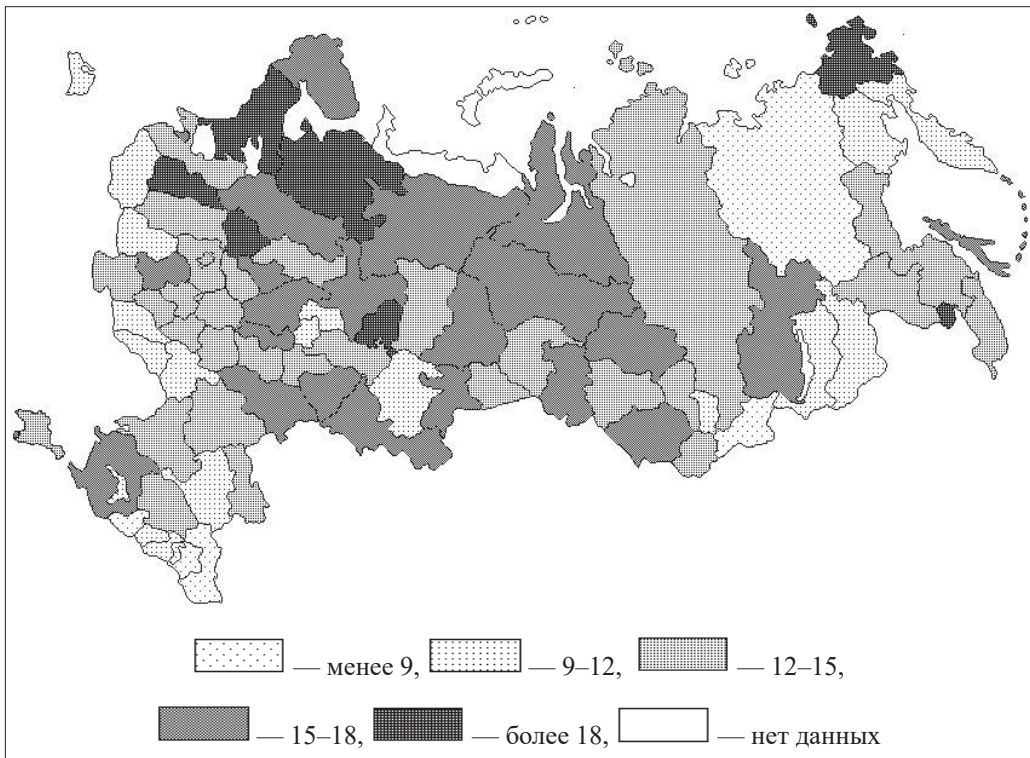 — менее 9, — 9–12, — 12–15,
— 15–18, — более 18, — нет данных